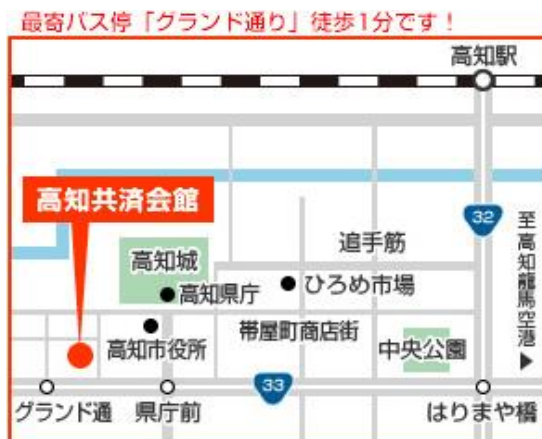 最寄バス停「グランド通り」徒歩1分です！
高知駅
高知共済会館
32
至高知龍馬空港▶
追手筋
高知城
高知県庁
ひろめ市場
高知市役所
帯屋町商店街
中央公園
33
グランド通
県庁前
はりまや橋